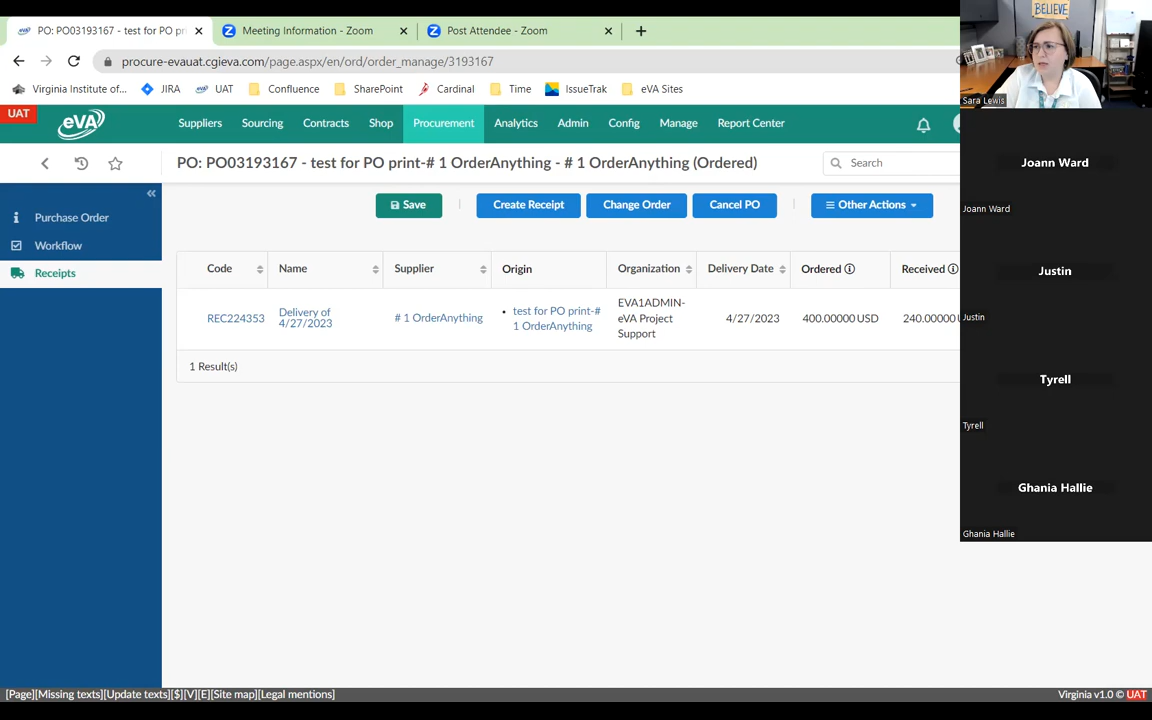 PO: PO03193167 - test for PO pri
Meeting Information - Zoom
Post Attendee - Zoom
BELIEVE
procure-evauat.cgieva.com/page.aspx/en/ord/order_manage/3193167
Virginia Institute of...
JIRA
UAT
Confluence
SharePoint
Cardinal
Time
IssueTrak
eVA Sites
Sara Lewis
UAT
eVA
Suppliers
Sourcing
Contracts
Shop
Procurement
Analytics
Admin
Config
Manage
Report Center
PO: PO03193167 - test for PO print-# 1 OrderAnything - # 1 OrderAnything (Ordered)
Search
Joann Ward
Joann Ward
Purchase Order
Workflow
Receipts
Save
Create Receipt
Change Order
Cancel PO
Other Actions
Code
Name
Supplier
Origin
Organization
Delivery Date
Ordered
Received
REC224353
Delivery of
4/27/2023
# 1 OrderAnything
test for PO print-#
1 OrderAnything
EVA1ADMIN-
eVA Project
Support
4/27/2023
400.00000 USD
240.00000
1 Result(s)
Justin
Justin
Tyrell
Tyrell
Ghania Hallie
Ghania Hallie
[Page][Missing texts][Update texts][$][V][E][Site map][Legal mentions]
Virginia v1.0 © UAT